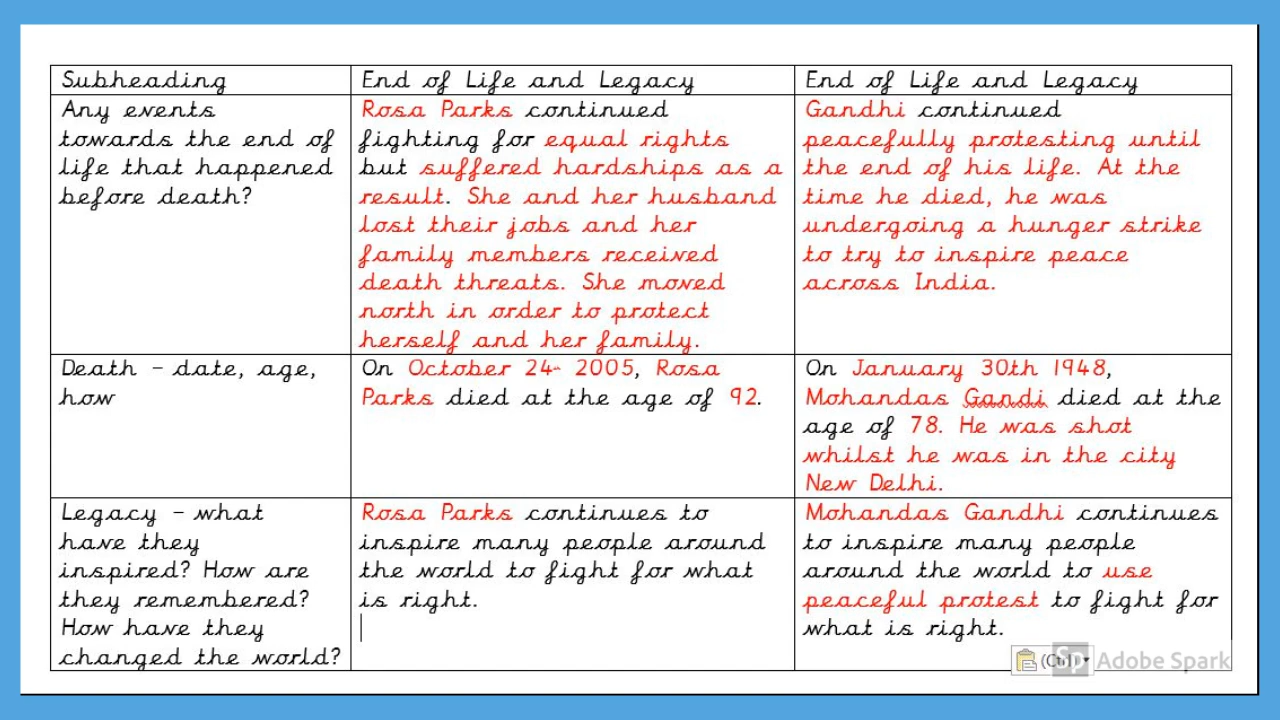 Subheading
End of Life and Legacy
End of Life and Legacy
Any events
towards the end of
life that happened
before death?
Rosa Parks continued
fighting for equal rights
but suffered hardships as a
result. She and her husband
lost their jobs and her
family members received
death threats. She moved
north in order to protect
herself and her family.
Gandhi continued
peacefully protesting until
the end of his life. At the
time he died, he was
undergoing a hunger strike
to try to inspire peace
across India.
Death - date, age,
how
On October 24 2005, Rosa
Parks died at the age of 92.
On January 30th 1948,
Mohandas Gandi died at the
age of 78. He was shot
whilst he was in the city
New Delhi.
Legacy - what
have they
inspired? How are
they remembered?
How have they
changed the world?
Rosa Parks continues to
inspire many people around
the world to fight for what
is right.
Mohandas Gandhi continues
to inspire many people
around the world to use
peaceful protest to fight for
what is right.
(Ctrl)
Sp Adobe Spark